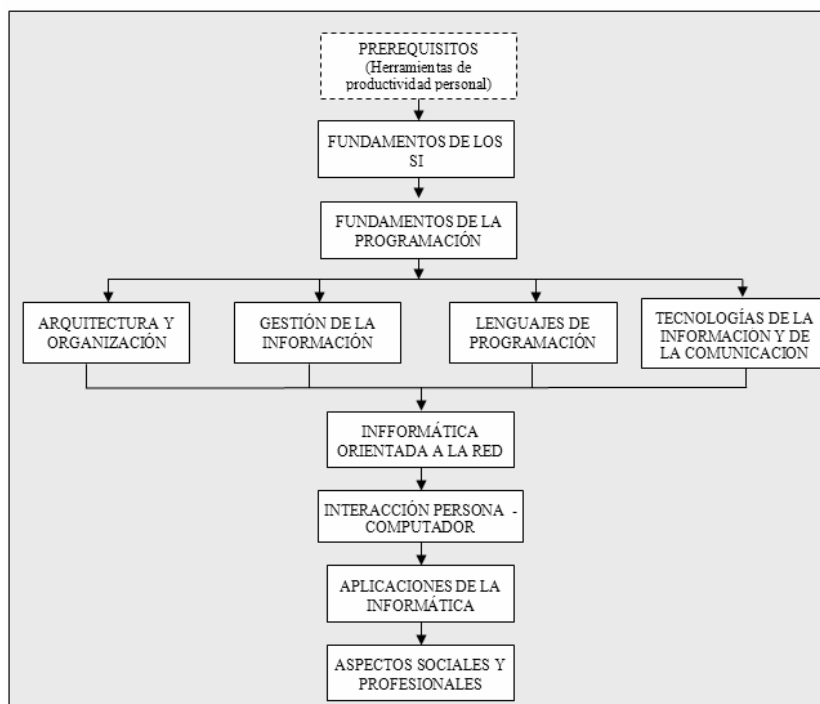 PREREQUISITOS
(Herramientas de
productividad personal)
FUNDAMENTOS DE LOS
SI
FUNDAMENTOS DE LA
PROGRAMACIÓN
ARQUITECTURA Y
ORGANIZACIÓN
GESTIÓN DE LA
INFORMACIÓN
LENGUAJES DE
PROGRAMACIÓN
TECNOLOGÍAS DE LA
INFORMACIÓN Y DE
LA COMUNICACION
INFFORMÁTICA
ORIENTADA A LA RED
INTERACCIÓN PERSONA -
COMPUTADOR
APLICACIONES DE LA
INFORMÁTICA
ASPECTOS SOCIALES Y
PROFESIONALES